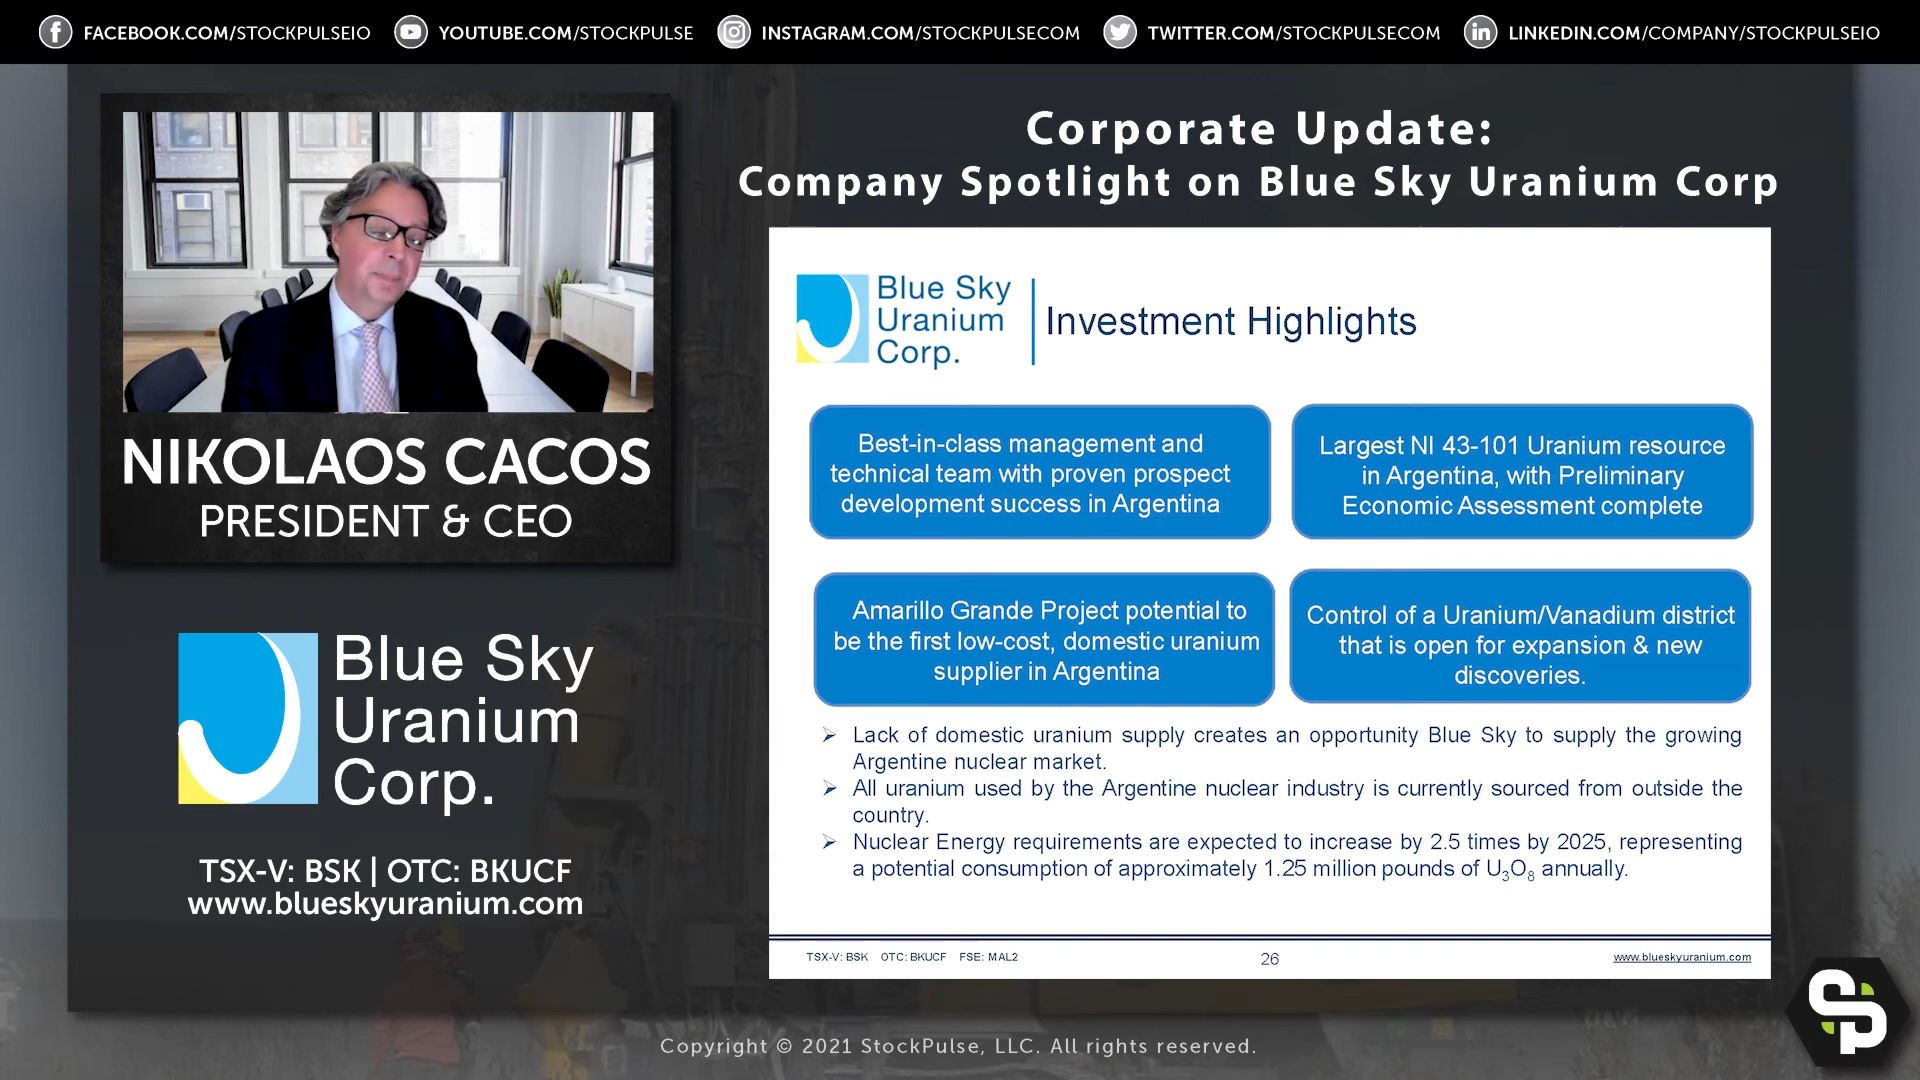 FACEBOOK.COM/STOCKPULSEIO YOUTUBE.COM/STOCKPULSE INSTAGRAM.COM/STOCKPULSECOM TWITTER.COM/STOCKPULSECOM LINKEDIN.COM/COMPANY/STOCKPULSEIO
NIKOLAOS CACOS
PRESIDENT & CEO
Blue Sky
Uranium
Corp.
TSX-V: BSK | OTC: BKUCF
www.blueskyuranium.com
Corporate Update:
Company Spotlight on Blue Sky Uranium Corp
Blue Sky
Uranium
Corp.
Investment Highlights
Best-in-class management and
technical team with proven prospect
development success in Argentina
Largest NI 43-101 Uranium resource
in Argentina, with Preliminary
Economic Assessment complete
Amarillo Grande Project potential to
be the first low-cost, domestic uranium
supplier in Argentina
Control of a Uranium/Vanadium district
that is open for expansion & new
discoveries.
➢ Lack of domestic uranium supply creates an opportunity Blue Sky to supply the growing
Argentine nuclear market.
➢ All uranium used by the Argentine nuclear industry is currently sourced from outside the
country.
➢ Nuclear Energy requirements are expected to increase by 2.5 times by 2025, representing
a potential consumption of approximately 1.25 million pounds of U₃O₈ annually.
TSX-V: BSK OTC: BKUCF FSE: MAL2 26 www.blueskyuranium.com
SP
Copyright © 2021 StockPulse, LLC. All rights reserved.